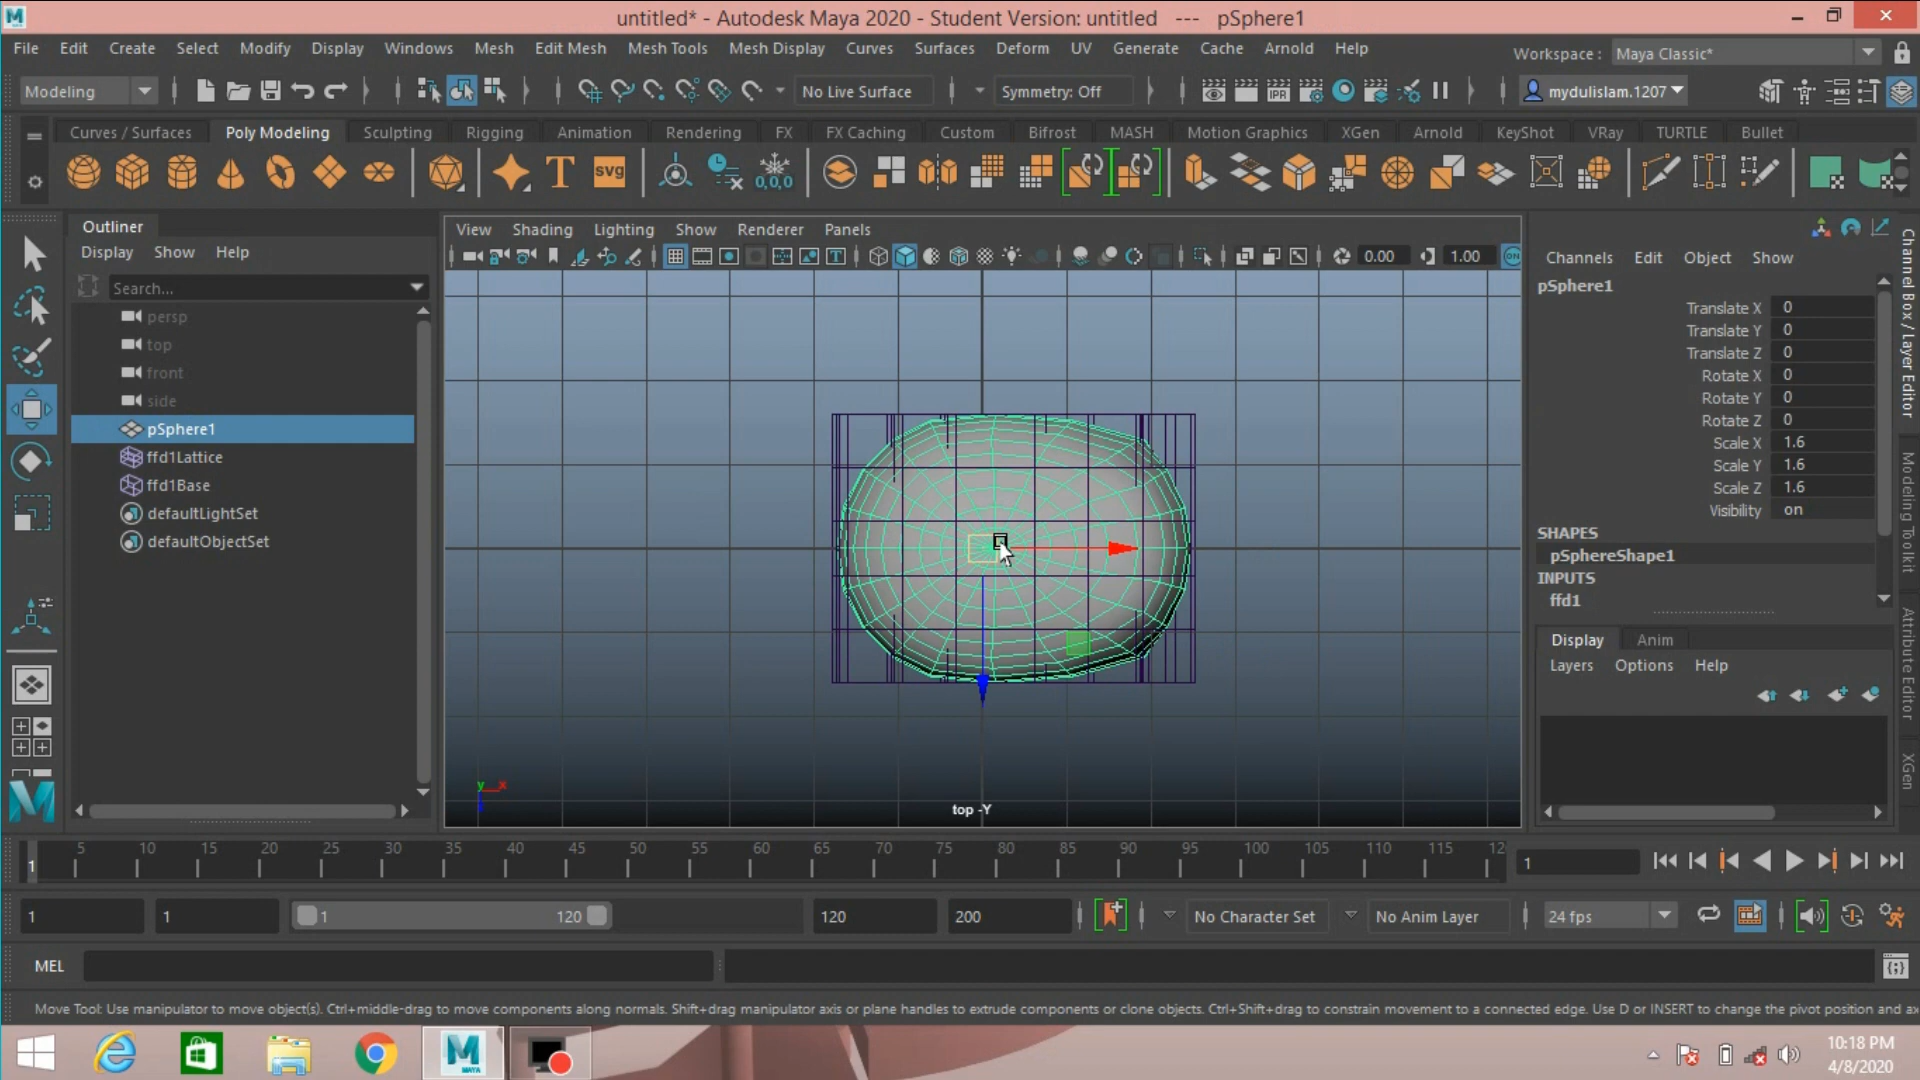 untitled* - Autodesk Maya 2020 - Student Version: untitled --- pSphere1
File Edit Create Select Modify Display Windows Mesh Edit Mesh Mesh Tools Mesh Display Curves Surfaces Deform UV Generate Cache Arnold Help
Workspace : Maya Classic*
Modeling No Live Surface Symmetry: Off IPR mydulislam.1207
Curves / Surfaces Poly Modeling Sculpting Rigging Animation Rendering FX FX Caching Custom Bifrost MASH Motion Graphics XGen Arnold KeyShot VRay TURTLE Bullet
T SVG 0,0,0
Outliner
Display Show Help
Search...
persp
top
front
side
pSphere1
ffd1Lattice
ffd1Base
defaultLightSet
defaultObjectSet
View Shading Lighting Show Renderer Panels
0.00 1.00 ON
y x
top -Y
Channels Edit Object Show
pSphere1
Translate X 0
Translate Y 0
Translate Z 0
Rotate X 0
Rotate Y 0
Rotate Z 0
Scale X 1.6
Scale Y 1.6
Scale Z 1.6
Visibility on
SHAPES
pSphereShape1
INPUTS
ffd1
Display Anim
Layers Options Help
Channel Box / Layer Editor
Modeling Toolkit
Attribute Editor
XGen
1 5 10 15 20 25 30 35 40 45 50 55 60 65 70 75 80 85 90 95 100 105 110 115 12 1
1 1 1 120 120 200 No Character Set No Anim Layer 24 fps
MEL
Move Tool: Use manipulator to move object(s). Ctrl+middle-drag to move components along normals. Shift+drag manipulator axis or plane handles to extrude components or clone objects. Ctrl+Shift+drag to constrain movement to a connected edge. Use D or INSERT to change the pivot position and ax
MAYA
10:18 PM
4/8/2020